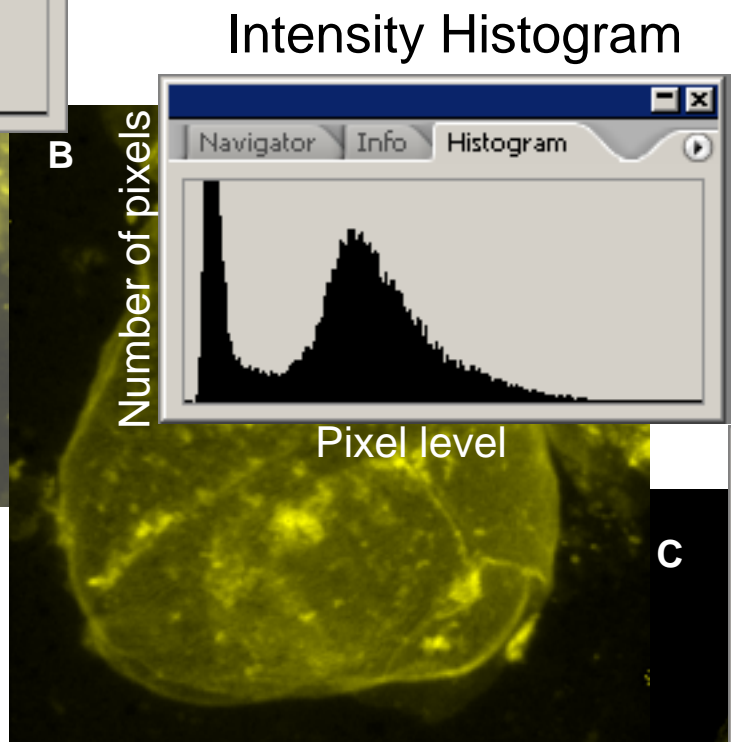 Intensity Histogram
B
Number of pixels
Navigator Info Histogram
Pixel level
C